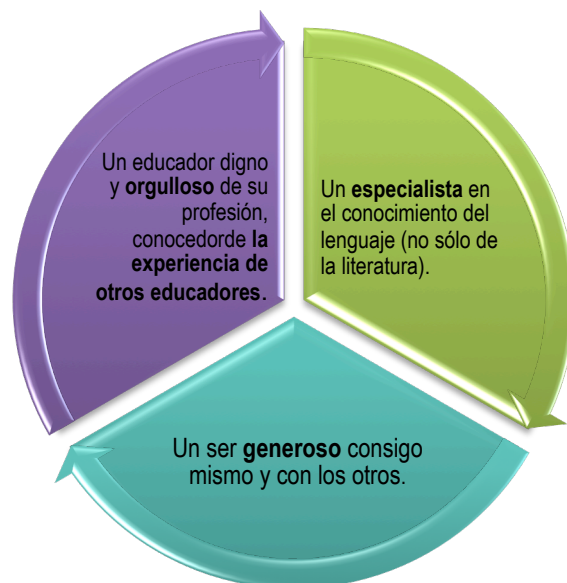 Un educador digno
y orgulloso de su
profesión,
conocedorde la
experiencia de
otros educadores.
Un especialista en
el conocimiento del
lenguaje (no sólo de
la literatura).
Un ser generoso consigo
mismo y con los otros.